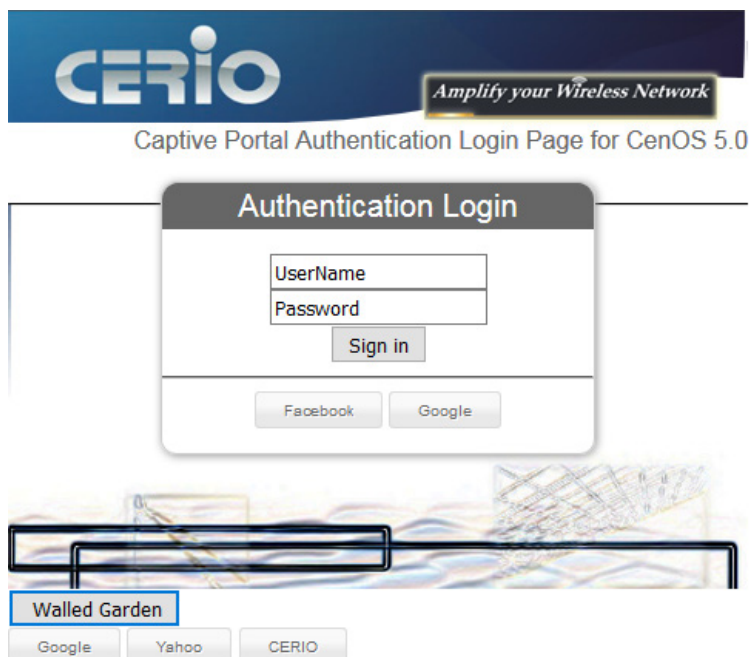 CERIO
Amplify your Wireless Network
Captive Portal Authentication Login Page for CenOS 5.0
Authentication Login
UserName
Password
Sign in
Facebook Google
Walled Garden
Google Yahoo CERIO